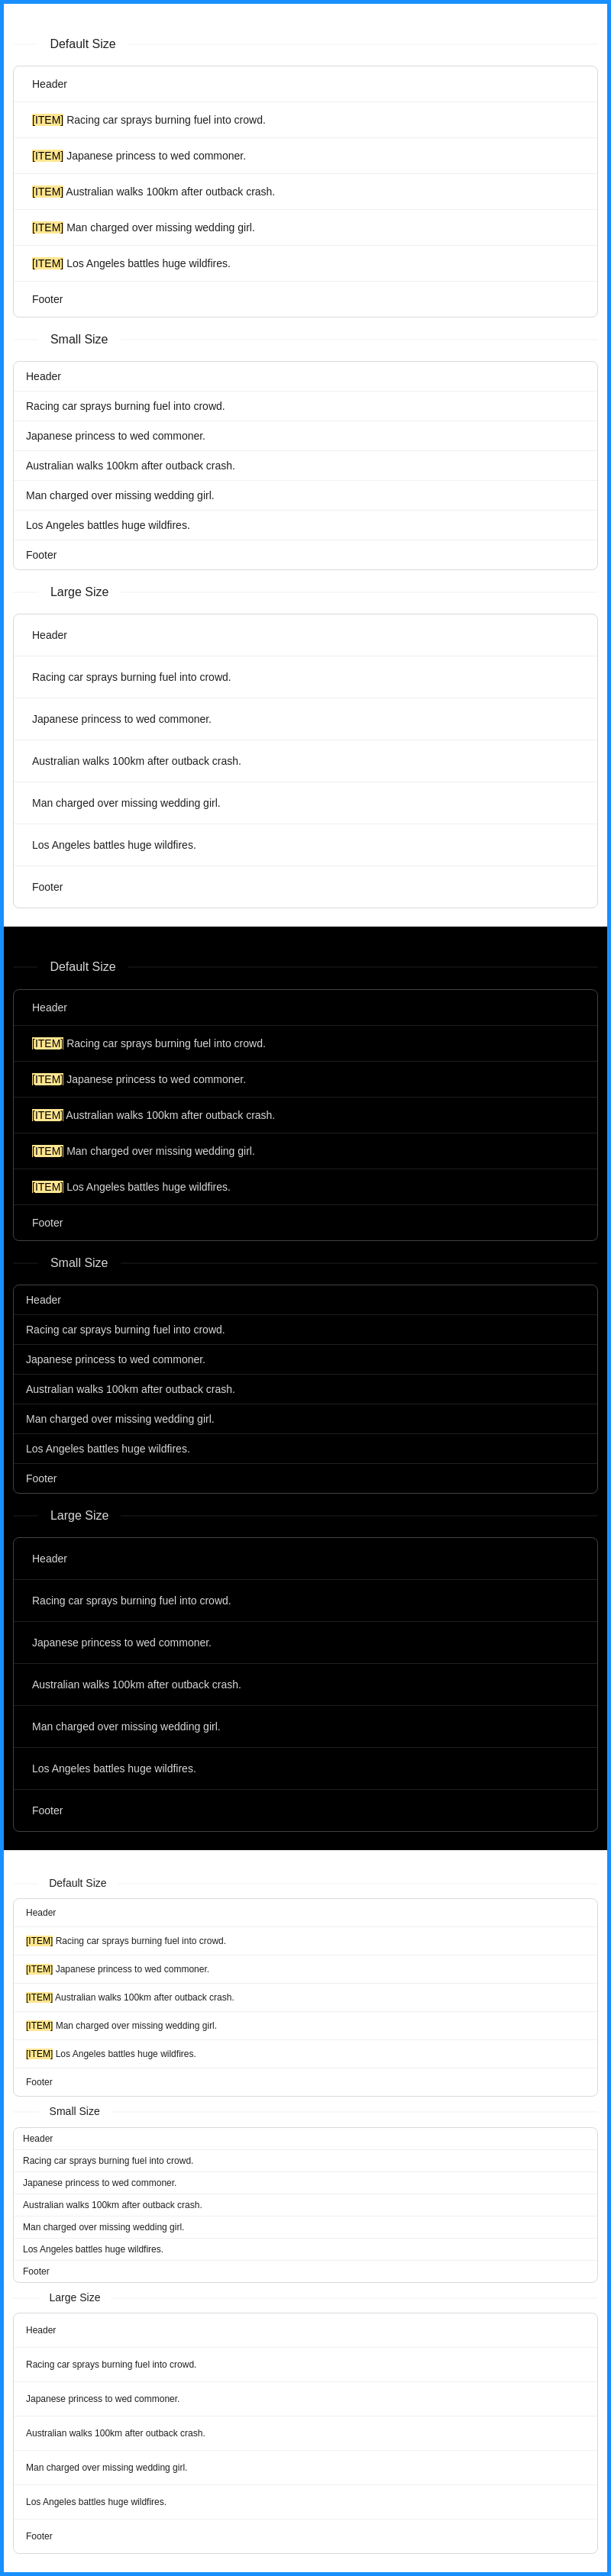 Default Size
Header
[ITEM] Racing car sprays burning fuel into crowd.
[ITEM] Japanese princess to wed commoner.
[ITEM] Australian walks 100km after outback crash.
[ITEM] Man charged over missing wedding girl.
[ITEM] Los Angeles battles huge wildfires.
Footer
Small Size
Header
Racing car sprays burning fuel into crowd.
Japanese princess to wed commoner.
Australian walks 100km after outback crash.
Man charged over missing wedding girl.
Los Angeles battles huge wildfires.
Footer
Large Size
Header
Racing car sprays burning fuel into crowd.
Japanese princess to wed commoner.
Australian walks 100km after outback crash.
Man charged over missing wedding girl.
Los Angeles battles huge wildfires.
Footer
Default Size
Header
[ITEM] Racing car sprays burning fuel into crowd.
[ITEM] Japanese princess to wed commoner.
[ITEM] Australian walks 100km after outback crash.
[ITEM] Man charged over missing wedding girl.
[ITEM] Los Angeles battles huge wildfires.
Footer
Small Size
Header
Racing car sprays burning fuel into crowd.
Japanese princess to wed commoner.
Australian walks 100km after outback crash.
Man charged over missing wedding girl.
Los Angeles battles huge wildfires.
Footer
Large Size
Header
Racing car sprays burning fuel into crowd.
Japanese princess to wed commoner.
Australian walks 100km after outback crash.
Man charged over missing wedding girl.
Los Angeles battles huge wildfires.
Footer
Default Size
Header
[ITEM] Racing car sprays burning fuel into crowd.
[ITEM] Japanese princess to wed commoner.
[ITEM] Australian walks 100km after outback crash.
[ITEM] Man charged over missing wedding girl.
[ITEM] Los Angeles battles huge wildfires.
Footer
Small Size
Header
Racing car sprays burning fuel into crowd.
Japanese princess to wed commoner.
Australian walks 100km after outback crash.
Man charged over missing wedding girl.
Los Angeles battles huge wildfires.
Footer
Large Size
Header
Racing car sprays burning fuel into crowd.
Japanese princess to wed commoner.
Australian walks 100km after outback crash.
Man charged over missing wedding girl.
Los Angeles battles huge wildfires.
Footer